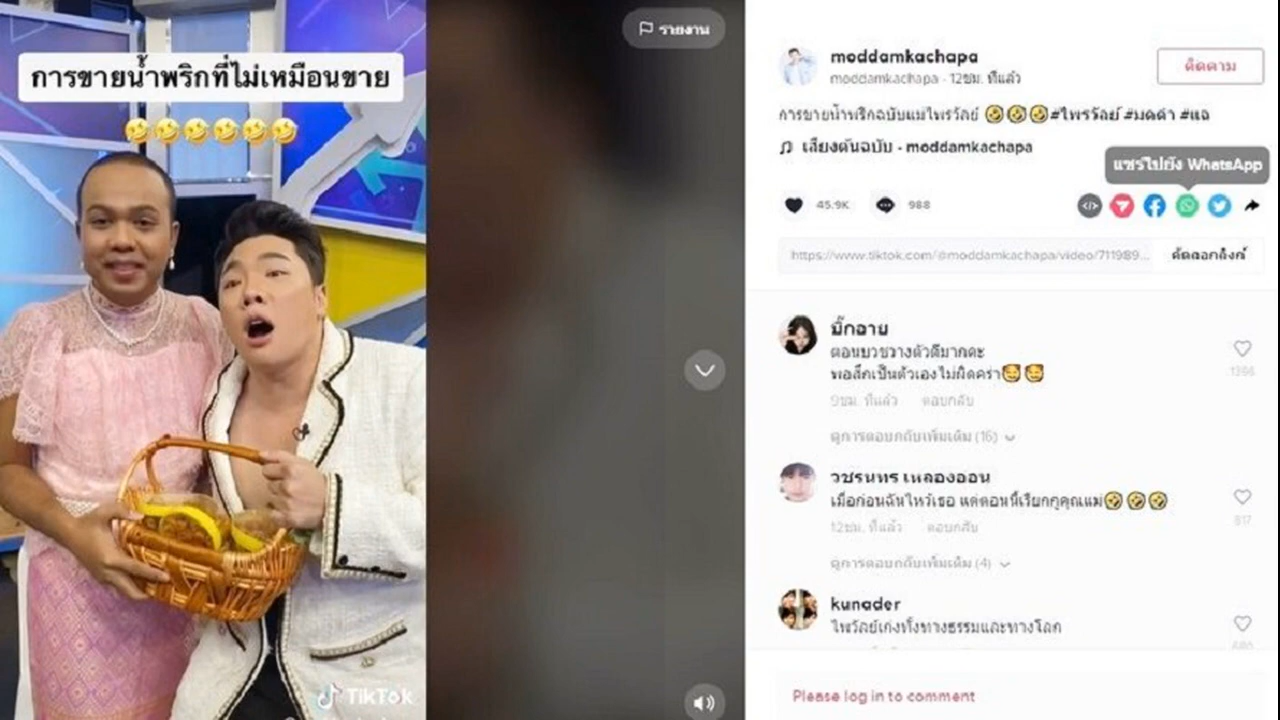 การขายน้ำพริกที่ไม่เหมือนขาย
TikTok
รายงาน
moddamkachapa
moddamkachapa · 12ชม. ที่แล้ว
ติดตาม
การขายน้ำพริกฉบับแม่ไพรวัลย์ 🤣🤣🤣#ไพรวัลย์ #มดดำ #แฉ
เสียงต้นฉบับ - moddamkachapa
แชร์ไปยัง WhatsApp
45.9K
988
https://www.tiktok.com/@moddamkachapa/video/711989...
คัดลอกลิงก์
บิ๊กอาย
ตอนบวชวางตัวดีมากค่ะ
พอสึกเป็นตัวเองไม่ผิดคร่า🥰🥰
1396
9ชม. ที่แล้ว ตอบกลับ
ดูการตอบกลับเพิ่มเติม (16)
วชรนทร เหลืองออน
เมื่อก่อนฉันไหว้เธอ แต่ตอนนี้เรียกกูคุณแม่🤣🤣🤣
817
12ชม. ที่แล้ว ตอบกลับ
ดูการตอบกลับเพิ่มเติม (4)
kunader
ไพวัลย์เก่งทั้งทางธรรมและทางโลก
680
Please log in to comment